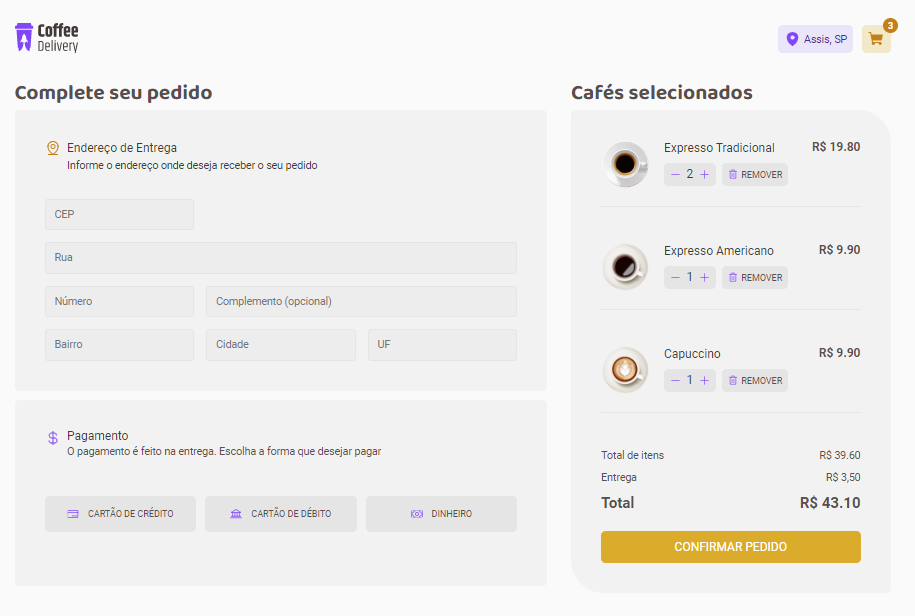 Coffee
Delivery
Assis, SP
3
Complete seu pedido
Endereço de Entrega
Informe o endereço onde deseja receber o seu pedido
CEP
Rua
Número
Complemento (opcional)
Bairro
Cidade
UF
Pagamento
O pagamento é feito na entrega. Escolha a forma que desejar pagar
CARTÃO DE CRÉDITO
CARTÃO DE DÉBITO
DINHEIRO
Cafés selecionados
Expresso Tradicional
R$ 19.80
2
REMOVER
Expresso Americano
R$ 9.90
1
REMOVER
Capuccino
R$ 9.90
1
REMOVER
Total de itens
R$ 39.60
Entrega
R$ 3,50
Total
R$ 43.10
CONFIRMAR PEDIDO